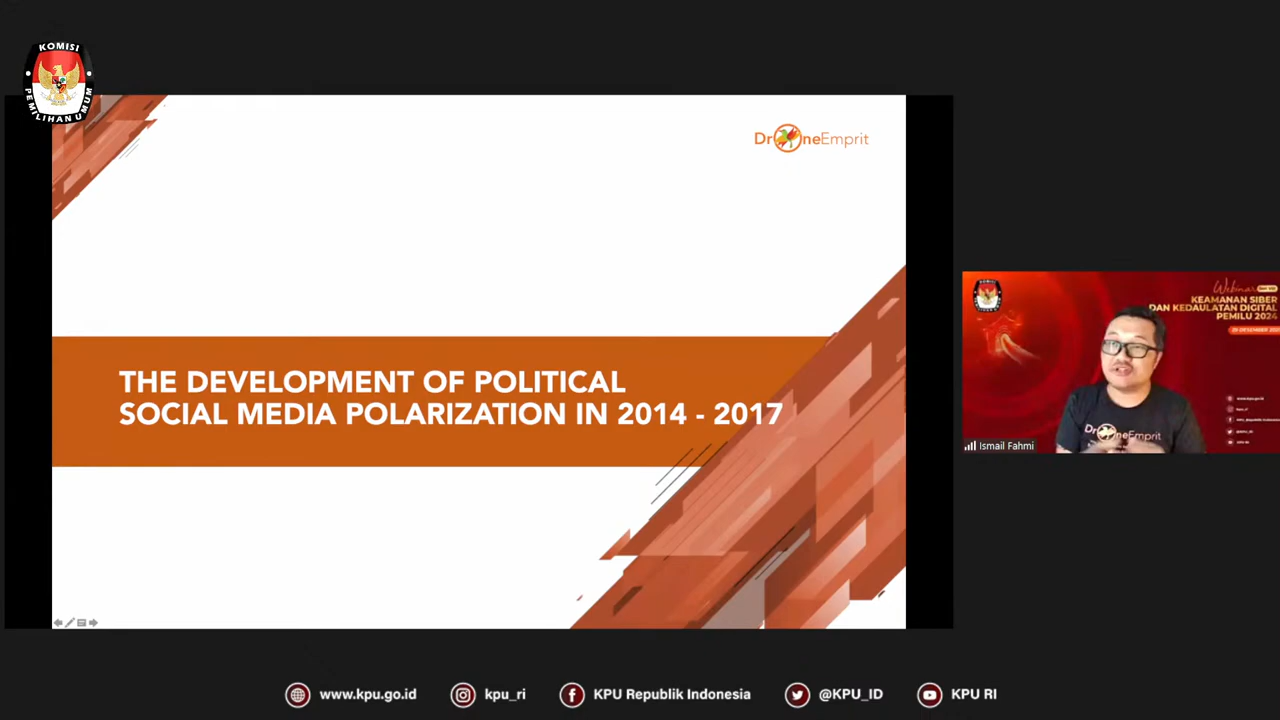 KOMISI
PEMILIHAN UMUM
DroneEmprit
THE DEVELOPMENT OF POLITICAL
SOCIAL MEDIA POLARIZATION IN 2014 - 2017
Webinar
KEAMANAN SIBER
DAN KEDAULATAN DIGITAL
PEMILU 2024
DroneEmprit
Ismail Fahmi
www.kpu.go.id
kpu_ri
KPU Republik Indonesia
@KPU_ID
KPU RI